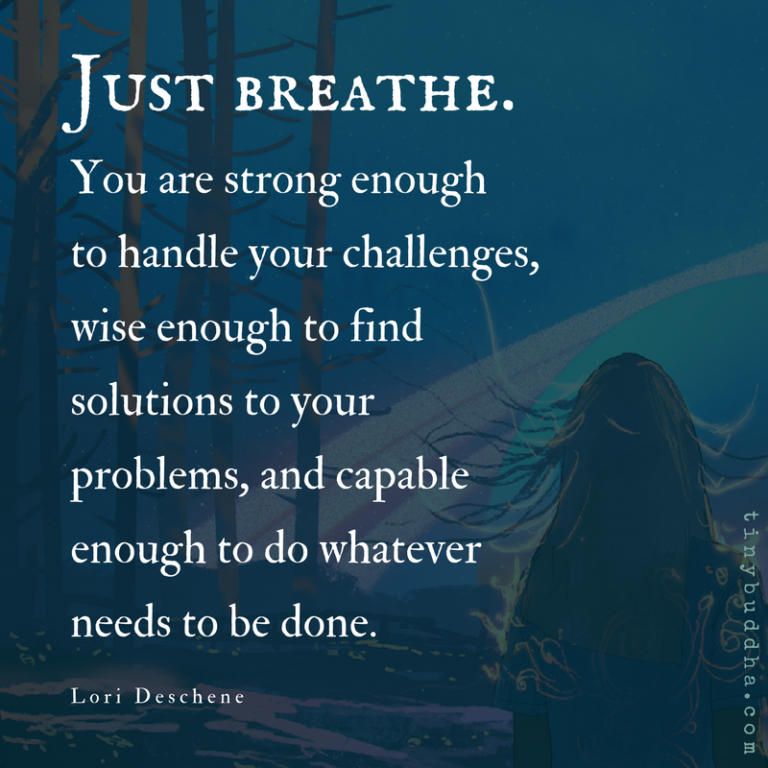 Just breathe.
You are strong enough
to handle your challenges,
wise enough to find
solutions to your
problems, and capable
enough to do whatever
needs to be done.
Lori Deschene
tinybuddha.com